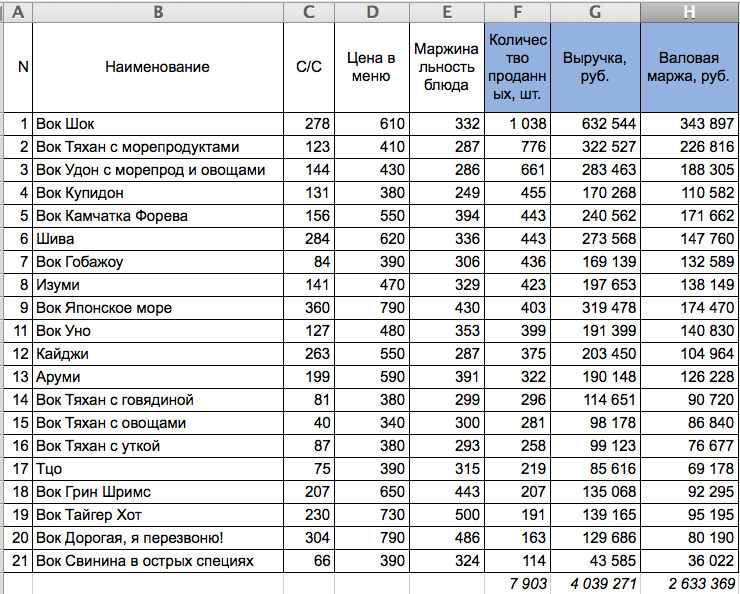 A B C D E F G H
N Наименование С/С Цена в меню Маржинальность блюда Количество проданных, шт. Выручка, руб. Валовая маржа, руб.
1 Вок Шок 278 610 332 1 038 632 544 343 897
2 Вок Тяхан с морепродуктами 123 410 287 776 322 527 226 816
3 Вок Удон с морепрод и овощами 144 430 286 661 283 463 188 305
4 Вок Купидон 131 380 249 455 170 268 110 582
5 Вок Камчатка Форева 156 550 394 443 240 562 171 662
6 Шива 284 620 336 443 273 568 147 760
7 Вок Гобажоу 84 390 306 436 169 139 132 589
8 Изуми 141 470 329 423 197 653 138 149
9 Вок Японское море 360 790 430 403 319 478 174 470
11 Вок Уно 127 480 353 399 191 399 140 830
12 Кайджи 263 550 287 375 203 450 104 964
13 Аруми 199 590 391 322 190 148 126 228
14 Вок Тяхан с говядиной 81 380 299 296 114 651 90 720
15 Вок Тяхан с овощами 40 340 300 281 98 178 86 840
16 Вок Тяхан с уткой 87 380 293 258 99 123 76 677
17 Тцо 75 390 315 219 85 616 69 178
18 Вок Грин Шримс 207 650 443 207 135 068 92 295
19 Вок Тайгер Хот 230 730 500 191 139 165 95 195
20 Вок Дорогая, я перезвоню! 304 790 486 163 129 686 80 190
21 Вок Свинина в острых специях 66 390 324 114 43 585 36 022
7 903 4 039 271 2 633 369